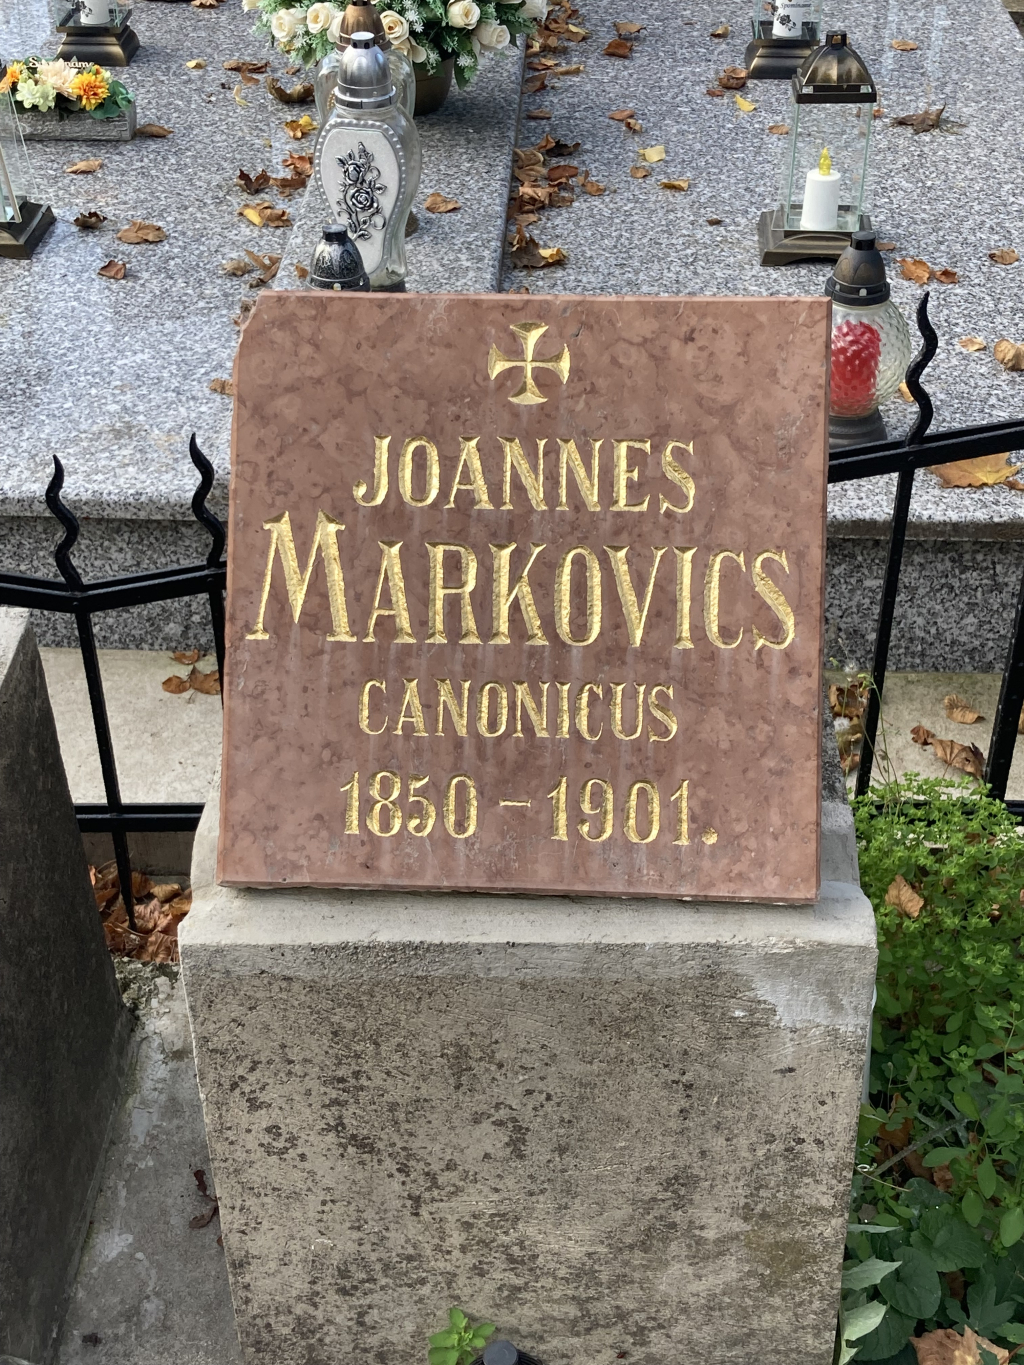 JOANNES
MARKOVICS
CANONICUS
1850 – 1901.